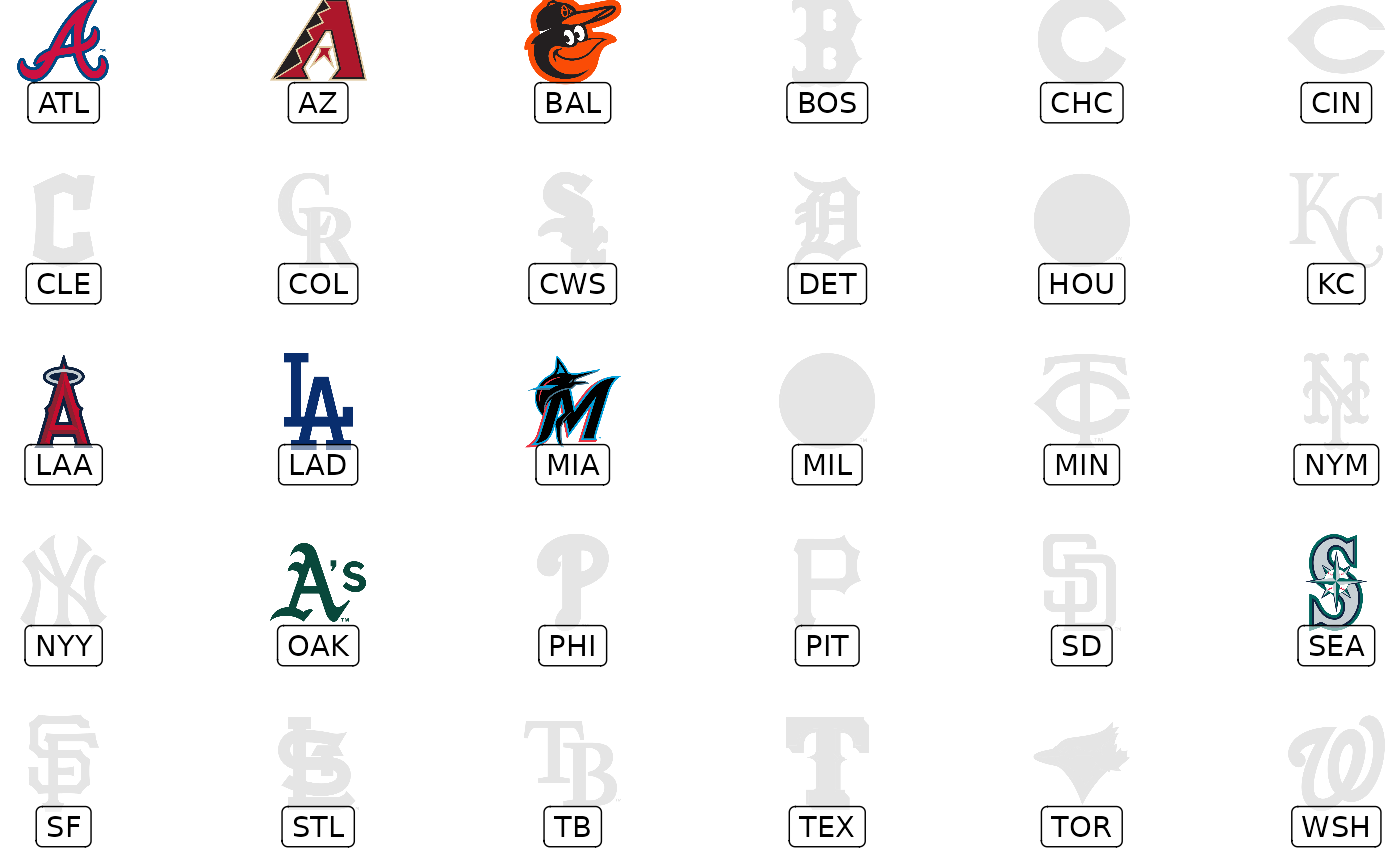 ATL AZ BAL BOS CHC CIN
CLE COL CWS DET HOU KC
LAA LAD MIA MIL MIN NYM
NYY OAK PHI PIT SD SEA
SF STL TB TEX TOR WSH